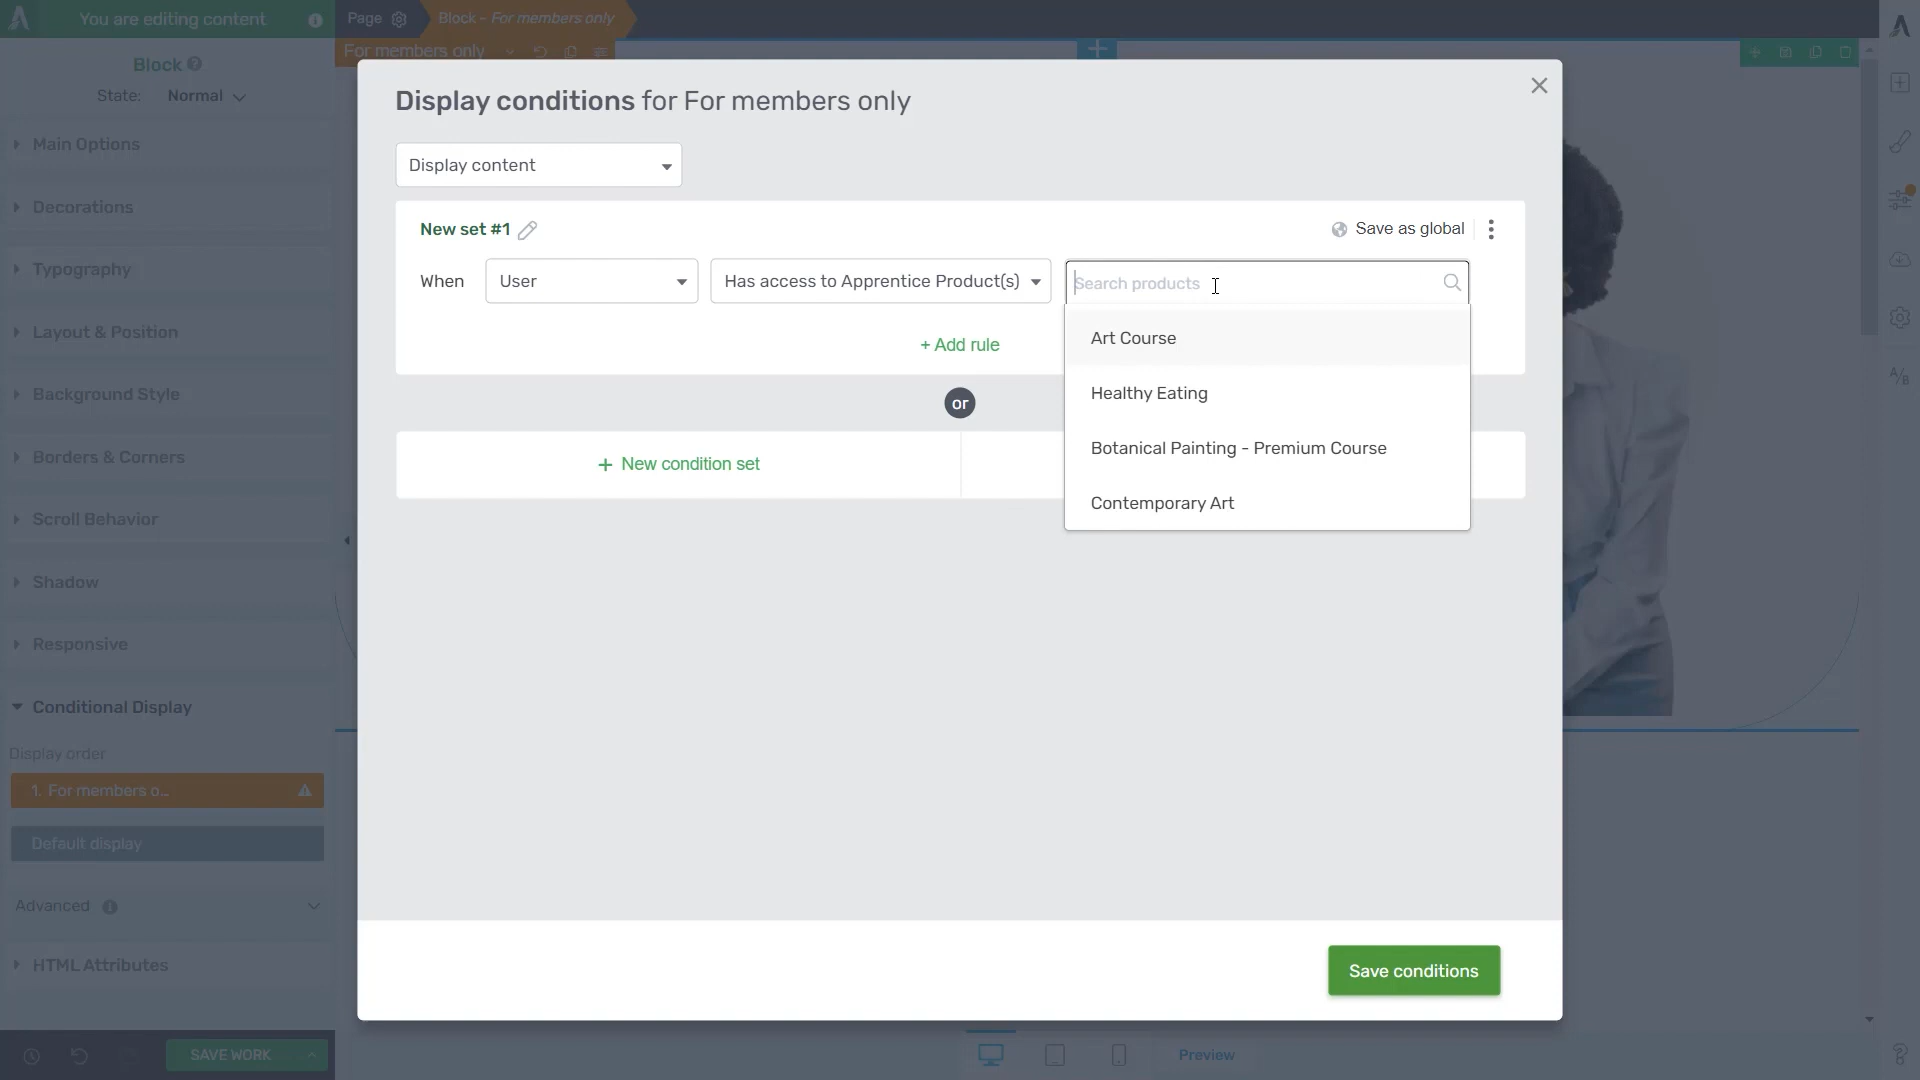 You are editing content
Page
Block - For members only
For members only
Block
State: Normal
Main Options
Decorations
Typography
Layout & Position
Background Style
Borders & Corners
Scroll Behavior
Shadow
Responsive
Conditional Display
Display order
1. For members o...
Default display
Advanced
HTML Attributes
SAVE WORK
Display conditions for For members only
Display content
New set #1
Save as global
When
User
Has access to Apprentice Product(s)
Search products
Art Course
Healthy Eating
Botanical Painting - Premium Course
Contemporary Art
+ Add rule
or
+ New condition set
Save conditions
Preview
A/B